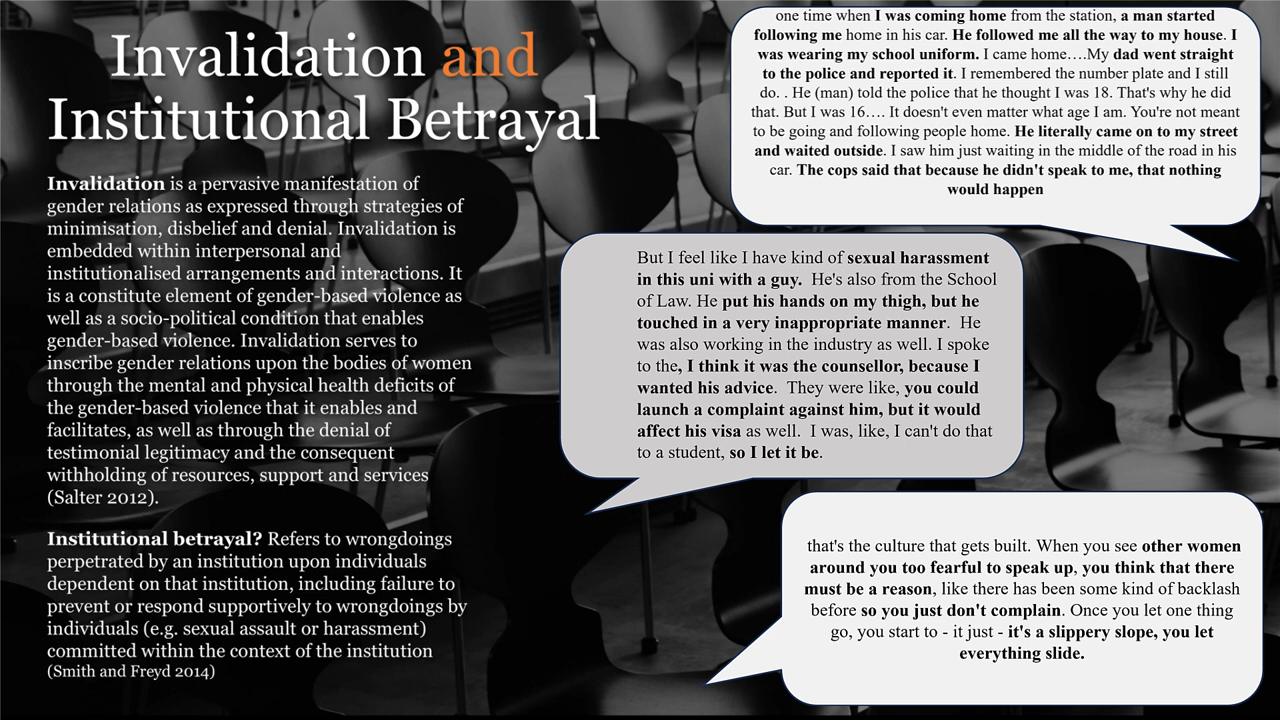 Invalidation and
Institutional Betrayal
Invalidation is a pervasive manifestation of
gender relations as expressed through strategies of
minimisation, disbelief and denial. Invalidation is
embedded within interpersonal and
institutionalised arrangements and interactions. It
is a constitute element of gender-based violence as
well as a socio-political condition that enables
gender-based violence. Invalidation serves to
inscribe gender relations upon the bodies of women
through the mental and physical health deficits of
the gender-based violence that it enables and
facilitates, as well as through the denial of
testimonial legitimacy and the consequent
withholding of resources, support and services
(Salter 2012).
Institutional betrayal? Refers to wrongdoings
perpetrated by an institution upon individuals
dependent on that institution, including failure to
prevent or respond supportively to wrongdoings by
individuals (e.g. sexual assault or harassment)
committed within the context of the institution
(Smith and Freyd 2014)
one time when I was coming home from the station, a man started
following me home in his car. He followed me all the way to my house. I
was wearing my school uniform. I came home….My dad went straight
to the police and reported it. I remembered the number plate and I still
do. . He (man) told the police that he thought I was 18. That's why he did
that. But I was 16…. It doesn't even matter what age I am. You're not meant
to be going and following people home. He literally came on to my street
and waited outside. I saw him just waiting in the middle of the road in his
car. The cops said that because he didn't speak to me, that nothing
would happen
But I feel like I have kind of sexual harassment
in this uni with a guy.  He's also from the School
of Law. He put his hands on my thigh, but he
touched in a very inappropriate manner.  He
was also working in the industry as well. I spoke
to the, I think it was the counsellor, because I
wanted his advice.  They were like, you could
launch a complaint against him, but it would
affect his visa as well.  I was, like, I can't do that
to a student, so I let it be.
that's the culture that gets built. When you see other women
around you too fearful to speak up, you think that there
must be a reason, like there has been some kind of backlash
before so you just don't complain. Once you let one thing
go, you start to - it just - it's a slippery slope, you let
everything slide.